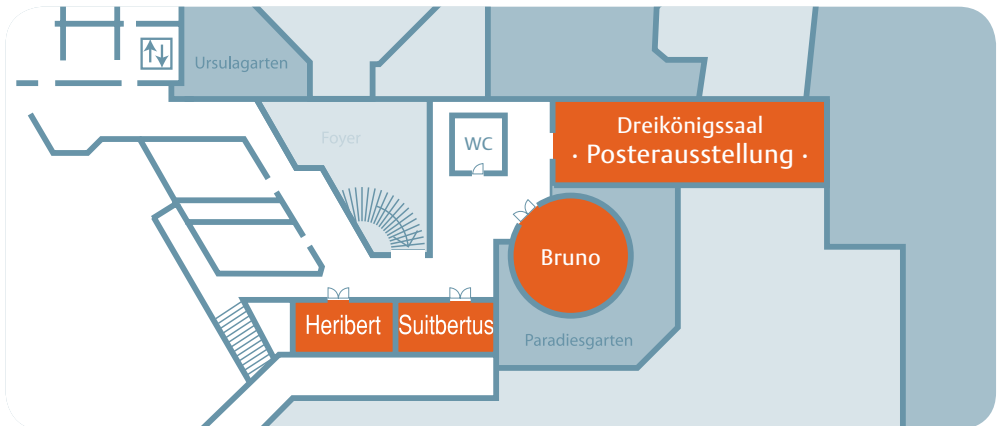 Ursulagarten
Foyer
WC
Dreikönigssaal
· Posterausstellung ·
Bruno
Heribert
Suitbertus
Paradiesgarten